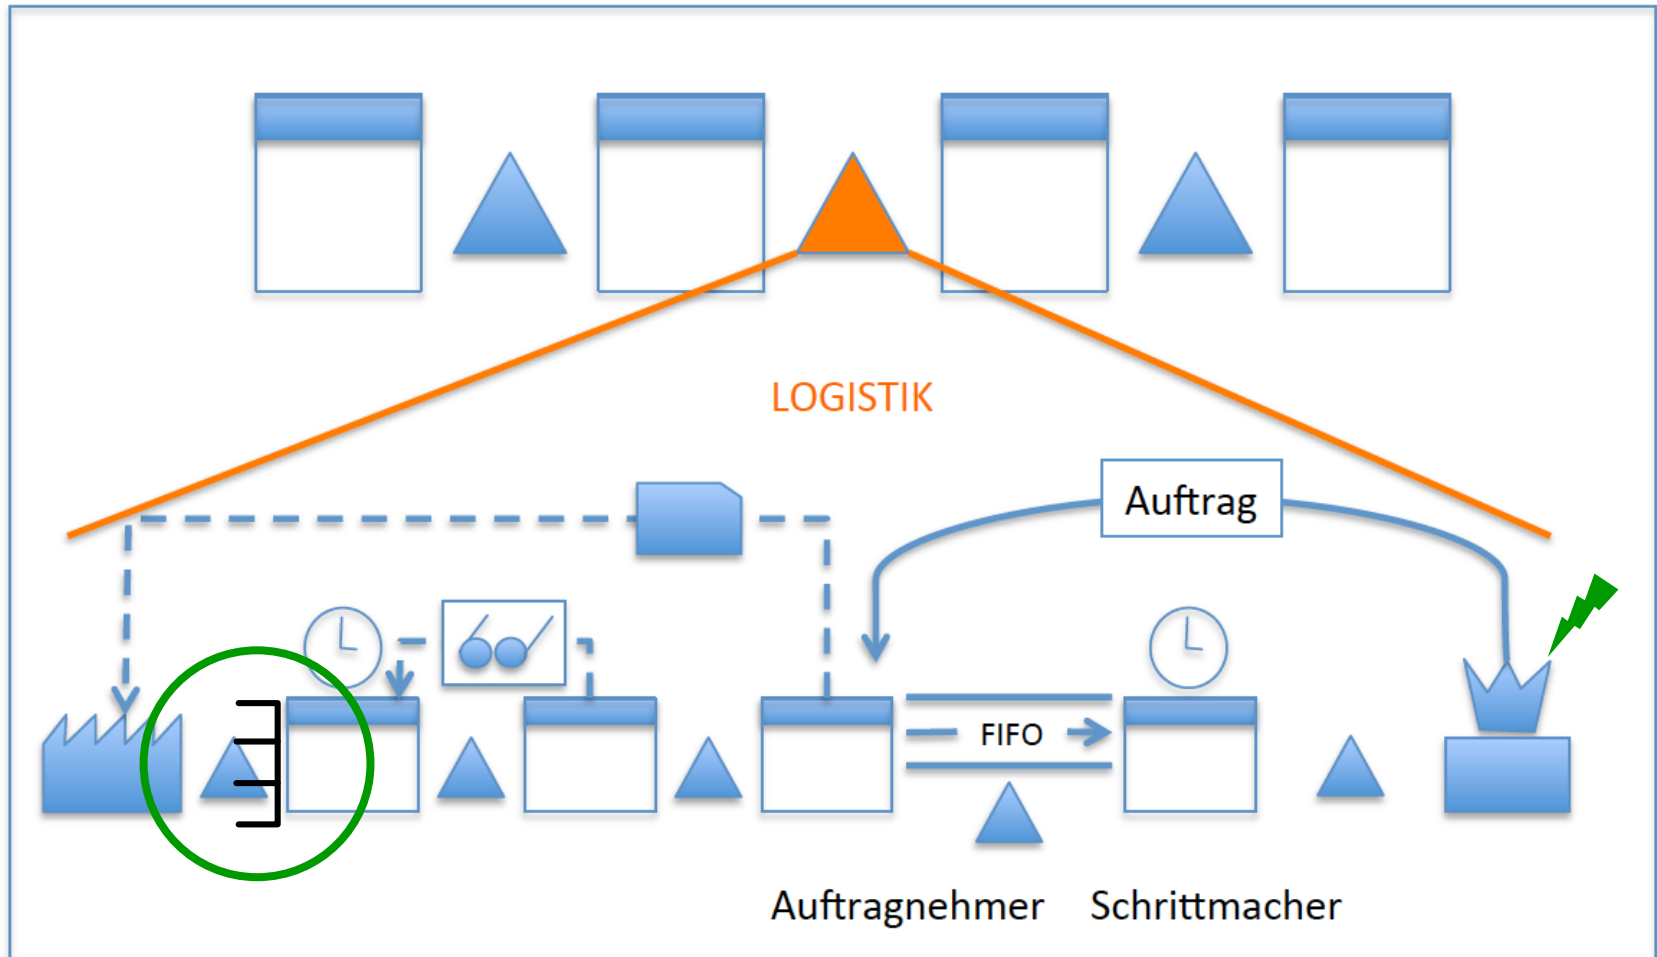 LOGISTIK
Auftrag
FIFO
Auftragnehmer
Schrittmacher